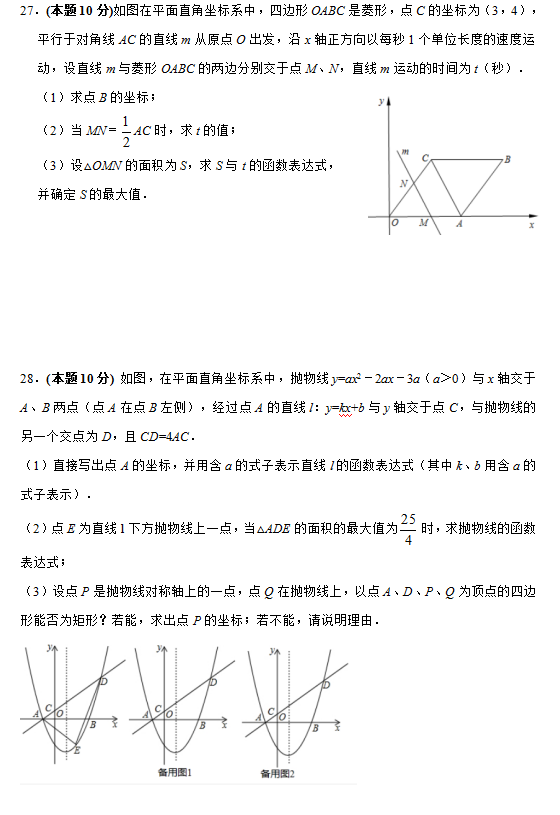 27．(本题10分)如图在平面直角坐标系中，四边形OABC是菱形，点C的坐标为（3，4），
平行于对角线AC的直线m从原点O出发，沿x轴正方向以每秒1个单位长度的速度运
动，设直线m与菱形OABC的两边分别交于点M、N，直线m运动的时间为t（秒）．
（1）求点B的坐标；
（2）当MN= 1/2 AC时，求t的值；
（3）设△OMN的面积为S，求S与t的函数表达式，
并确定S的最大值．
y
m
C
B
N
O
M
A
x
28．(本题10分) 如图，在平面直角坐标系中，抛物线y=ax²－2ax－3a（a＞0）与x轴交于
A、B两点（点A在点B左侧），经过点A的直线l：y=kx+b与y轴交于点C，与抛物线的
另一个交点为D，且CD=4AC．
（1）直接写出点A的坐标，并用含a的式子表示直线l的函数表达式（其中k、b用含a的
式子表示）．
（2）点E为直线l下方抛物线上一点，当△ADE的面积的最大值为 25/4 时，求抛物线的函数
表达式；
（3）设点P是抛物线对称轴上的一点，点Q在抛物线上，以点A、D、P、Q为顶点的四边
形能否为矩形？若能，求出点P的坐标；若不能，请说明理由．
y
D
C
A
O
B
x
E
y
D
C
A
O
B
x
备用图1
y
D
C
A
O
B
x
备用图2